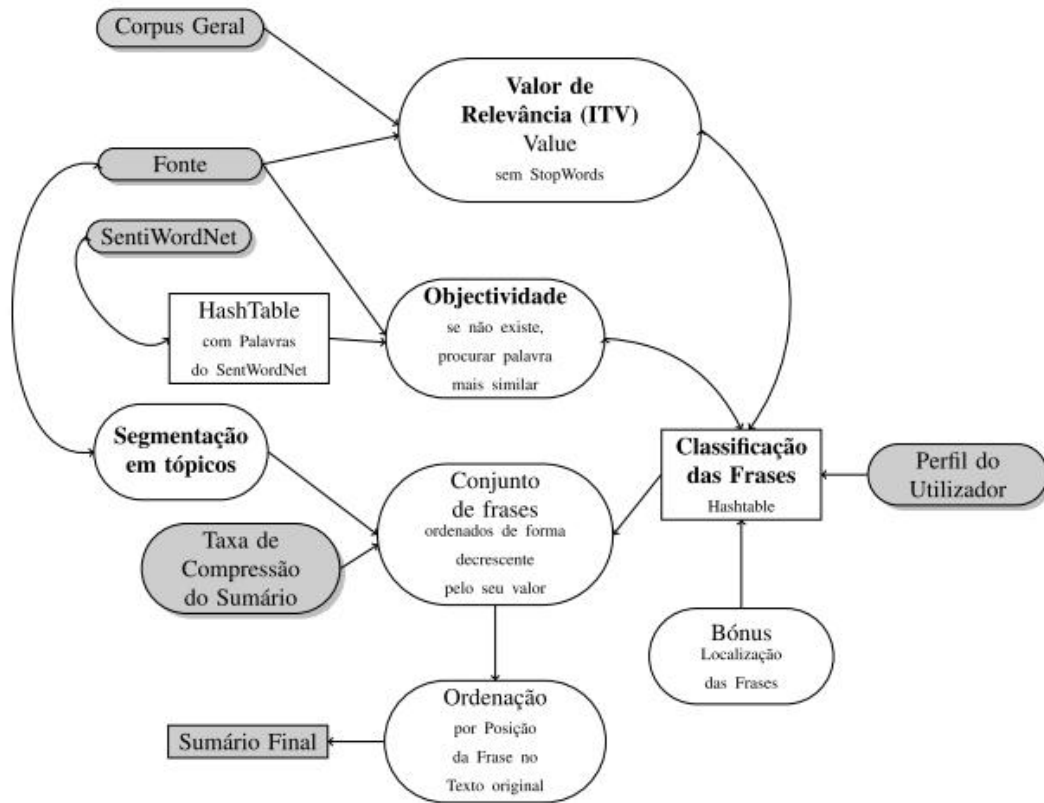 Corpus Geral
Valor de
Relevância (ITV)
Value
sem StopWords
Fonte
SentiWordNet
HashTable
com Palavras
do SentWordNet
Objectividade
se não existe,
procurar palavra
mais similar
Segmentação
em tópicos
Classificação
das Frases
Hashtable
Perfil do
Utilizador
Conjunto
de frases
ordenados de forma
decrescente
pelo seu valor
Taxa de
Compressão
do Sumário
Bónus
Localização
das Frases
Ordenação
por Posição
da Frase no
Texto original
Sumário Final